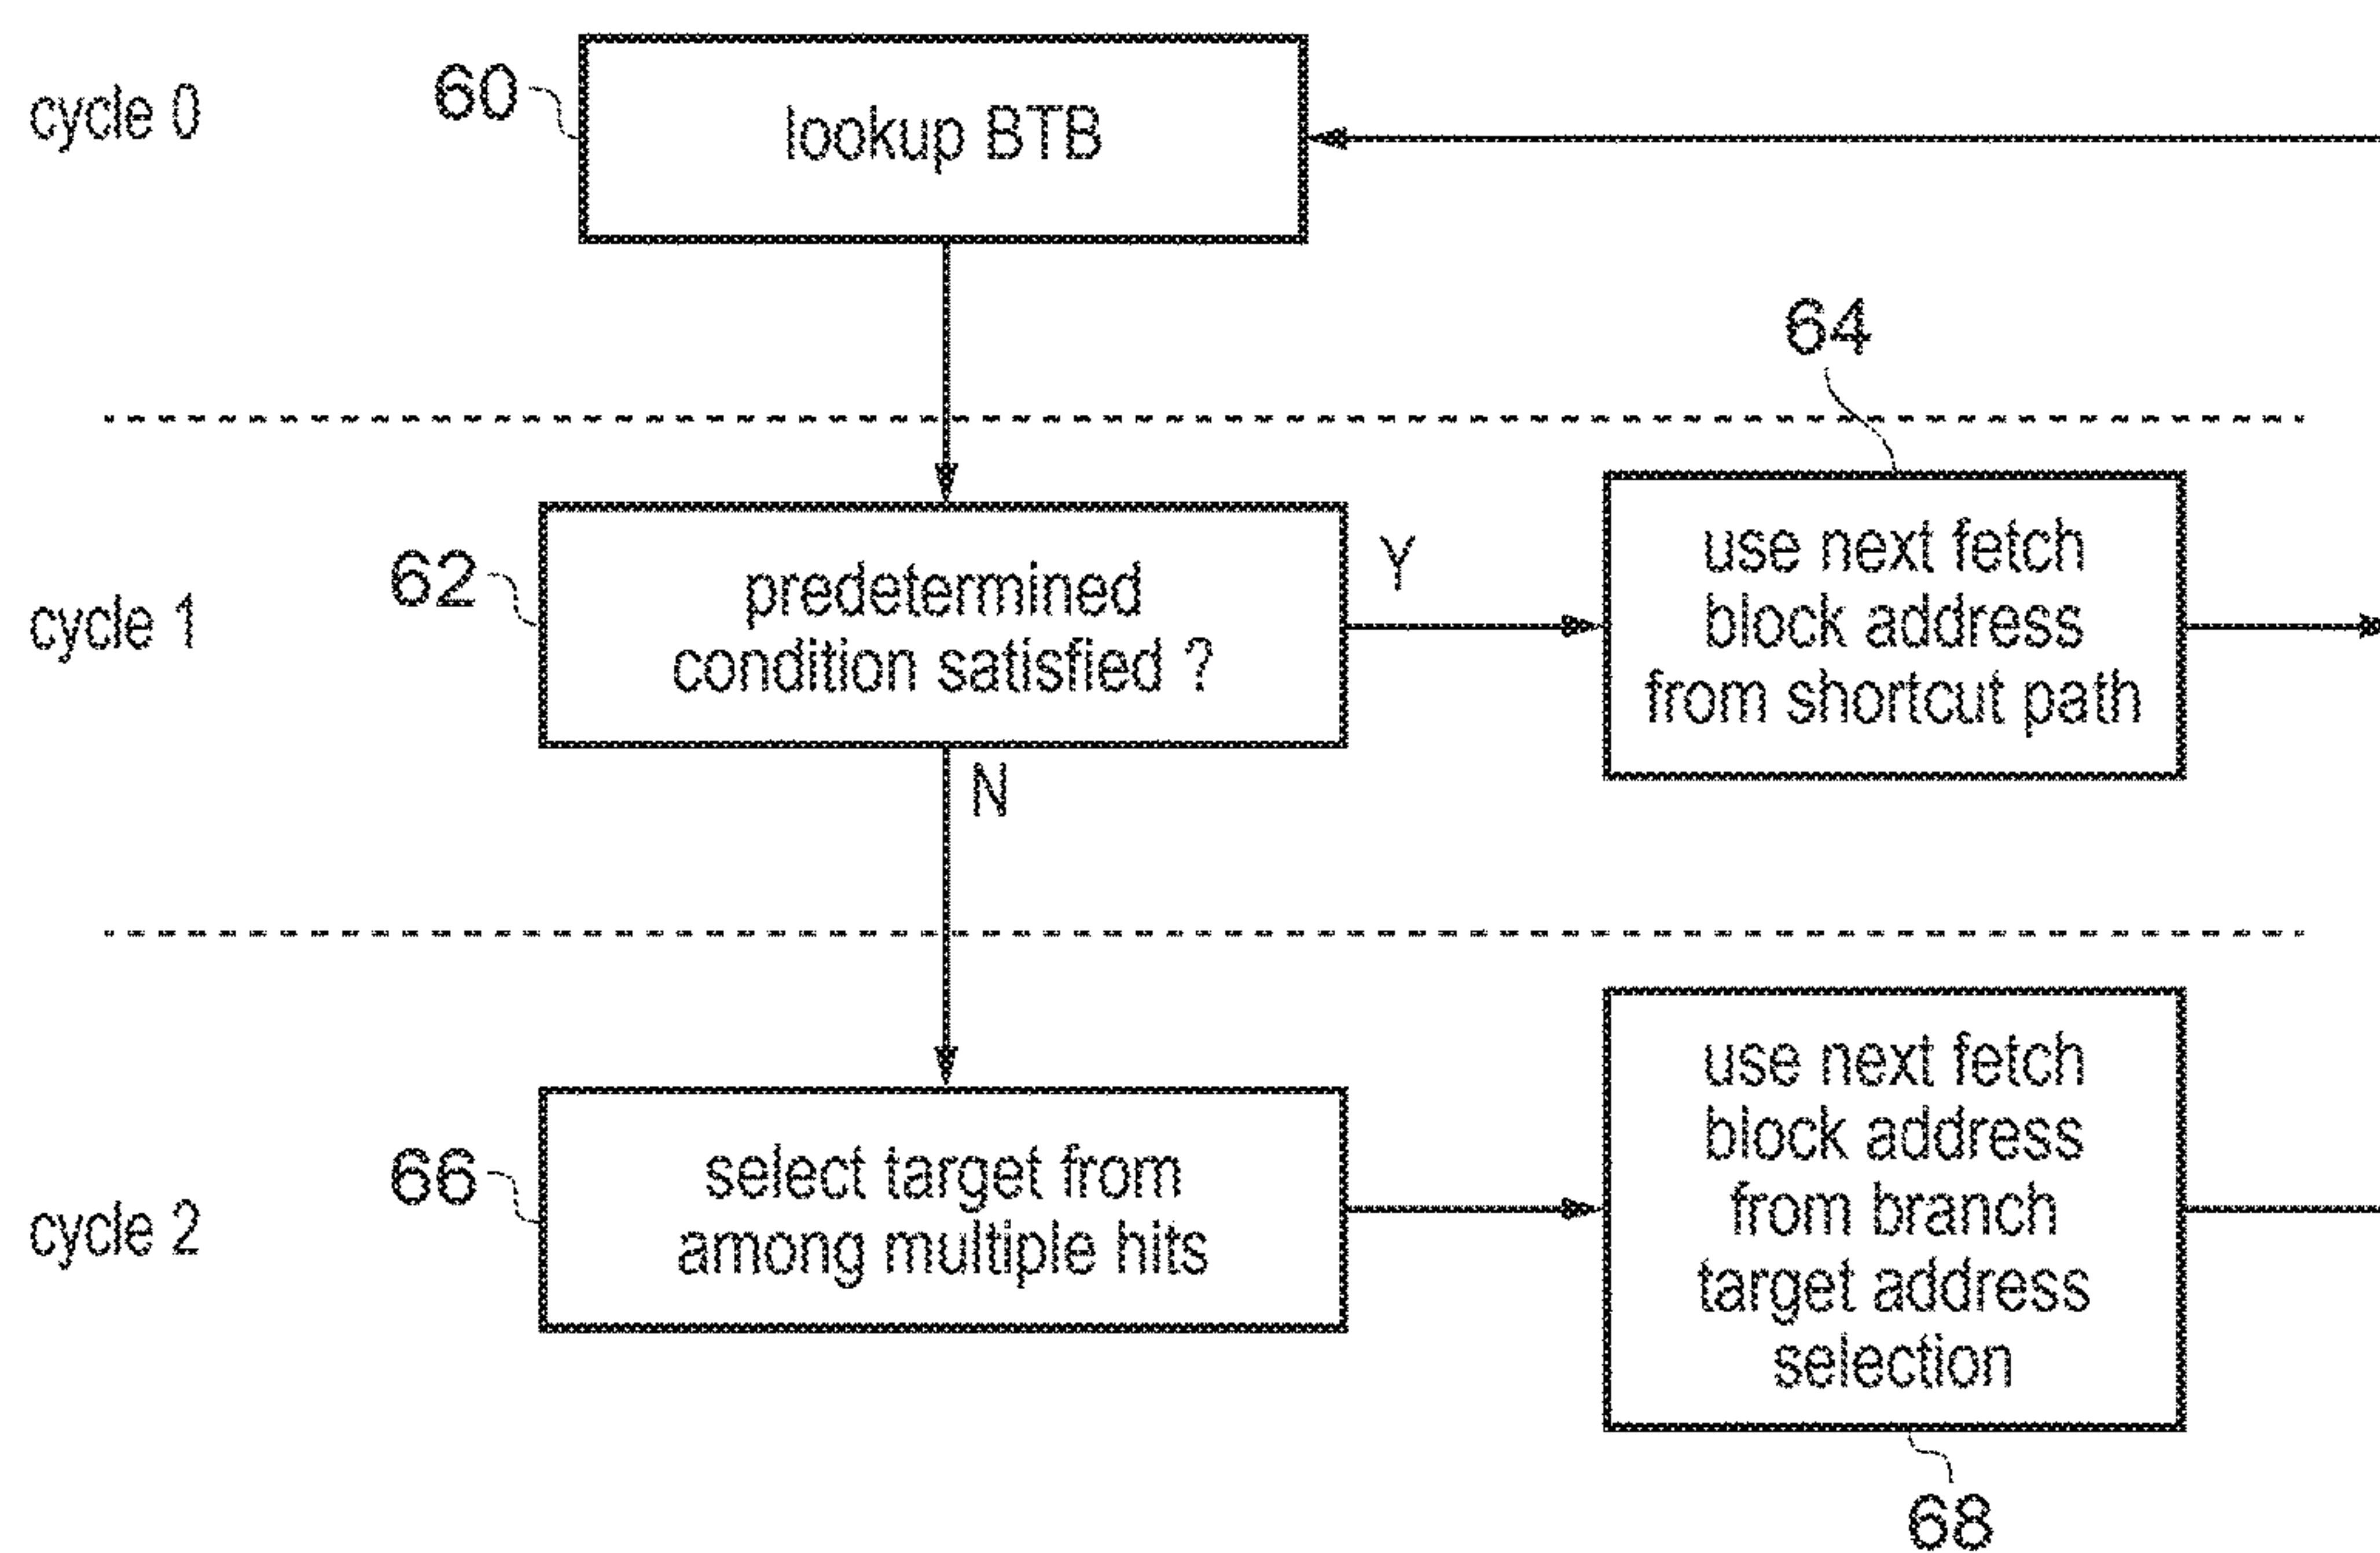 cycle 0
60
lookup BTB
64
cycle 1
62
predetermined
condition satisfied ?
Y
N
use next fetch
block address
from shortcut path
cycle 2
66
select target from
among multiple hits
use next fetch
block address
from branch
target address
selection
68